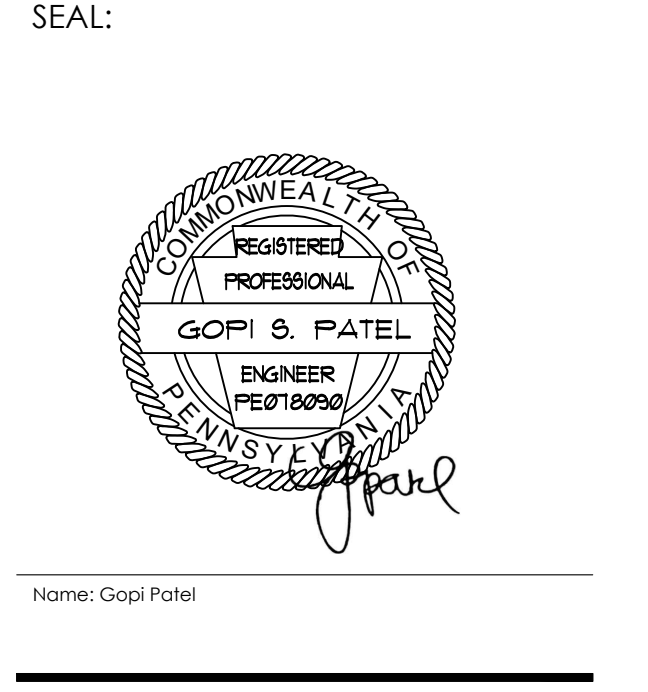 SEAL:
COMMONWEALTH OF
REGISTERED
PROFESSIONAL
GOPI S. PATEL
ENGINEER
PE078090
PENNSYLVANIA
Name: Gopi Patel